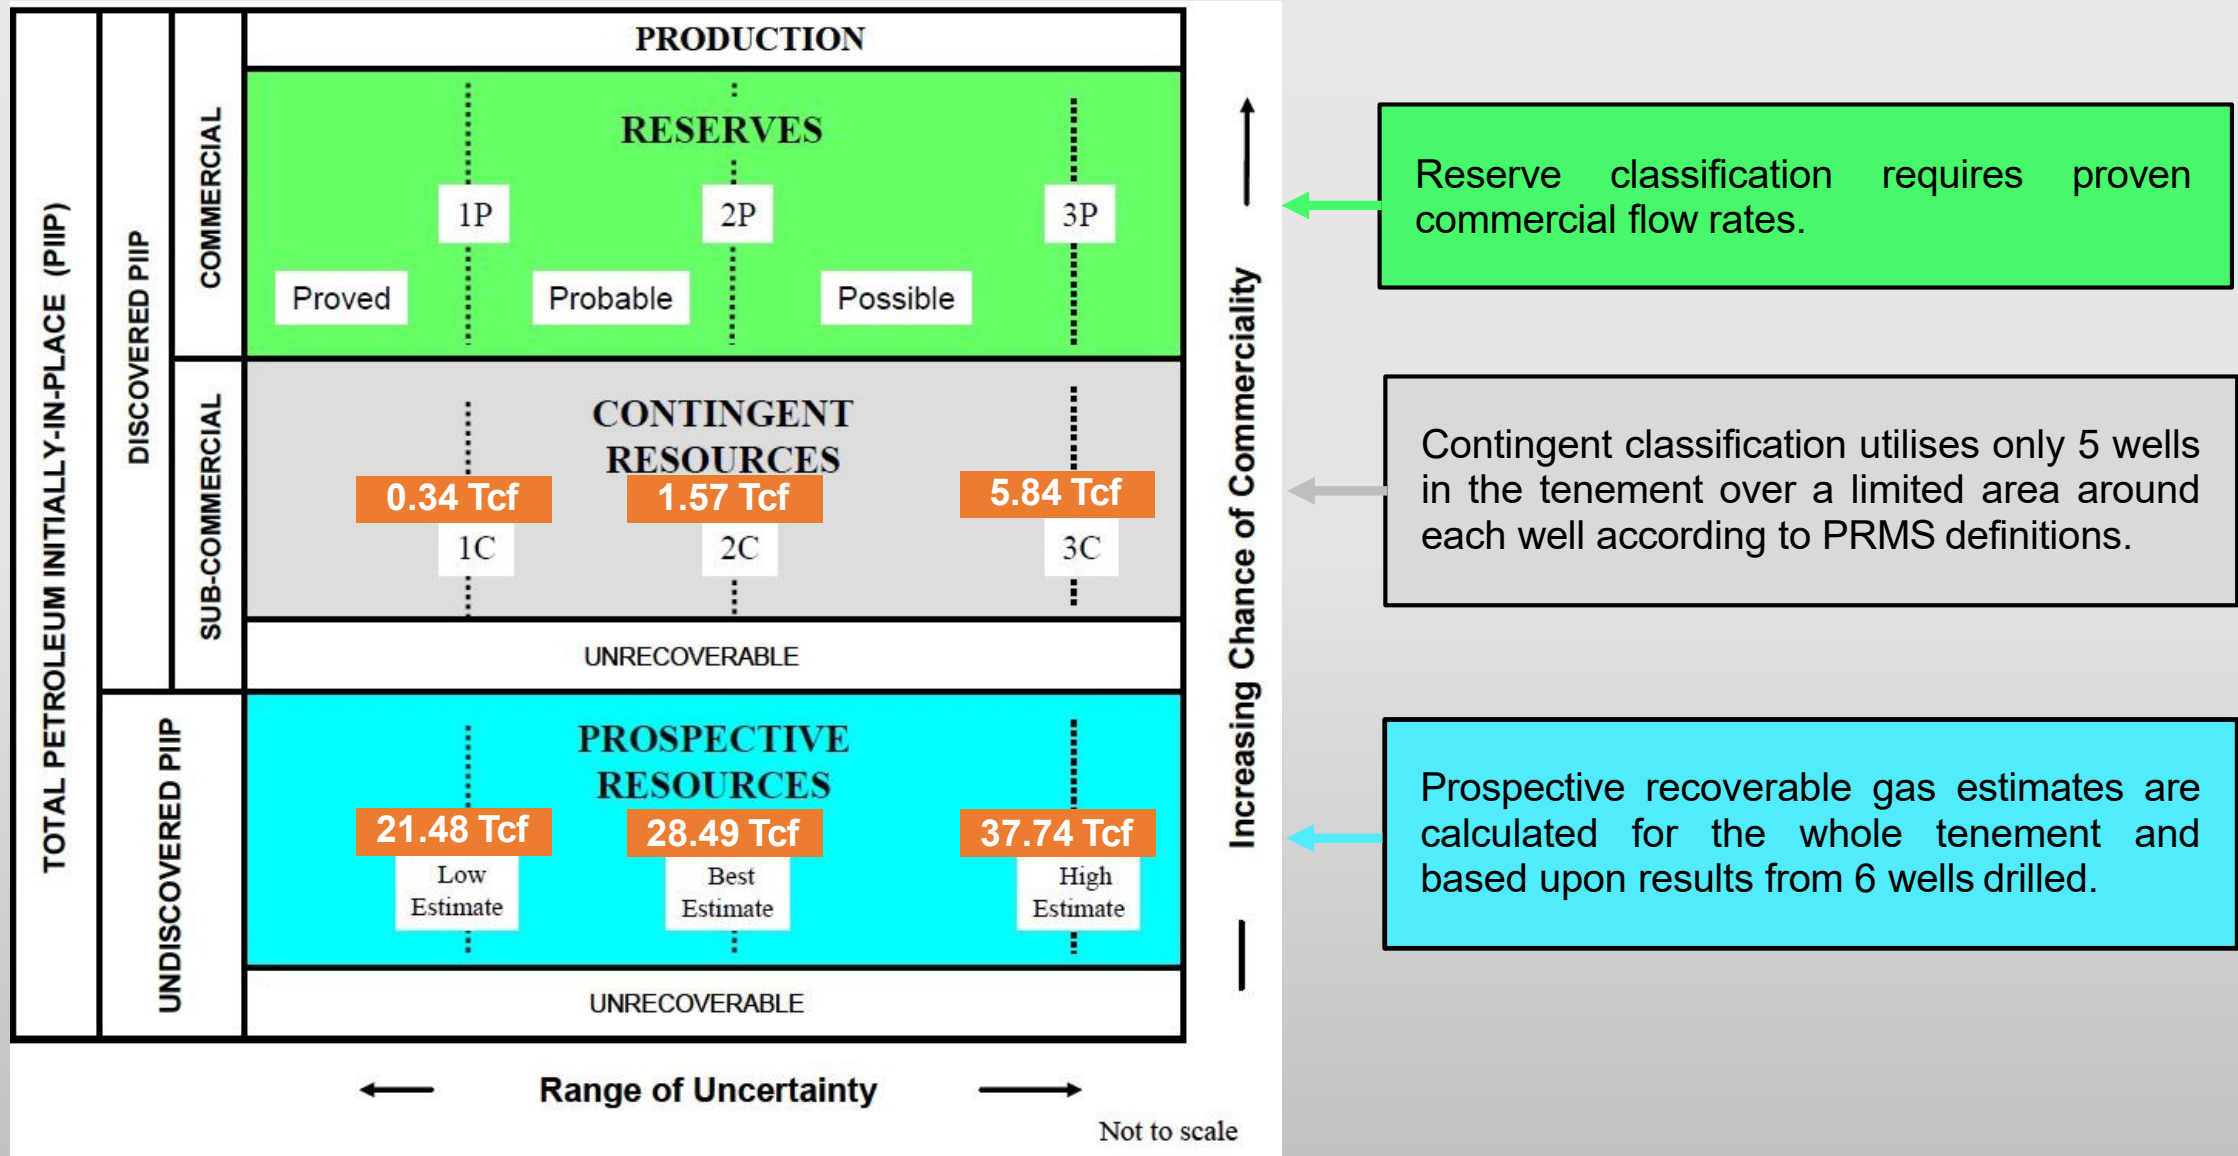 TOTAL PETROLEUM INITIALLY-IN-PLACE (PIIP)
DISCOVERED PIIP
UNDISCOVERED PIIP
COMMERCIAL
SUB-COMMERCIAL
PRODUCTION
RESERVES
1P
2P
3P
Proved
Probable
Possible
CONTINGENT
RESOURCES
0.34 Tcf
1.57 Tcf
5.84 Tcf
1C
2C
3C
UNRECOVERABLE
PROSPECTIVE
RESOURCES
21.48 Tcf
28.49 Tcf
37.74 Tcf
Low
Estimate
Best
Estimate
High
Estimate
UNRECOVERABLE
Increasing Chance of Commerciality
Range of Uncertainty
Not to scale
Reserve classification requires proven
commercial flow rates.
Contingent classification utilises only 5 wells
in the tenement over a limited area around
each well according to PRMS definitions.
Prospective recoverable gas estimates are
calculated for the whole tenement and
based upon results from 6 wells drilled.